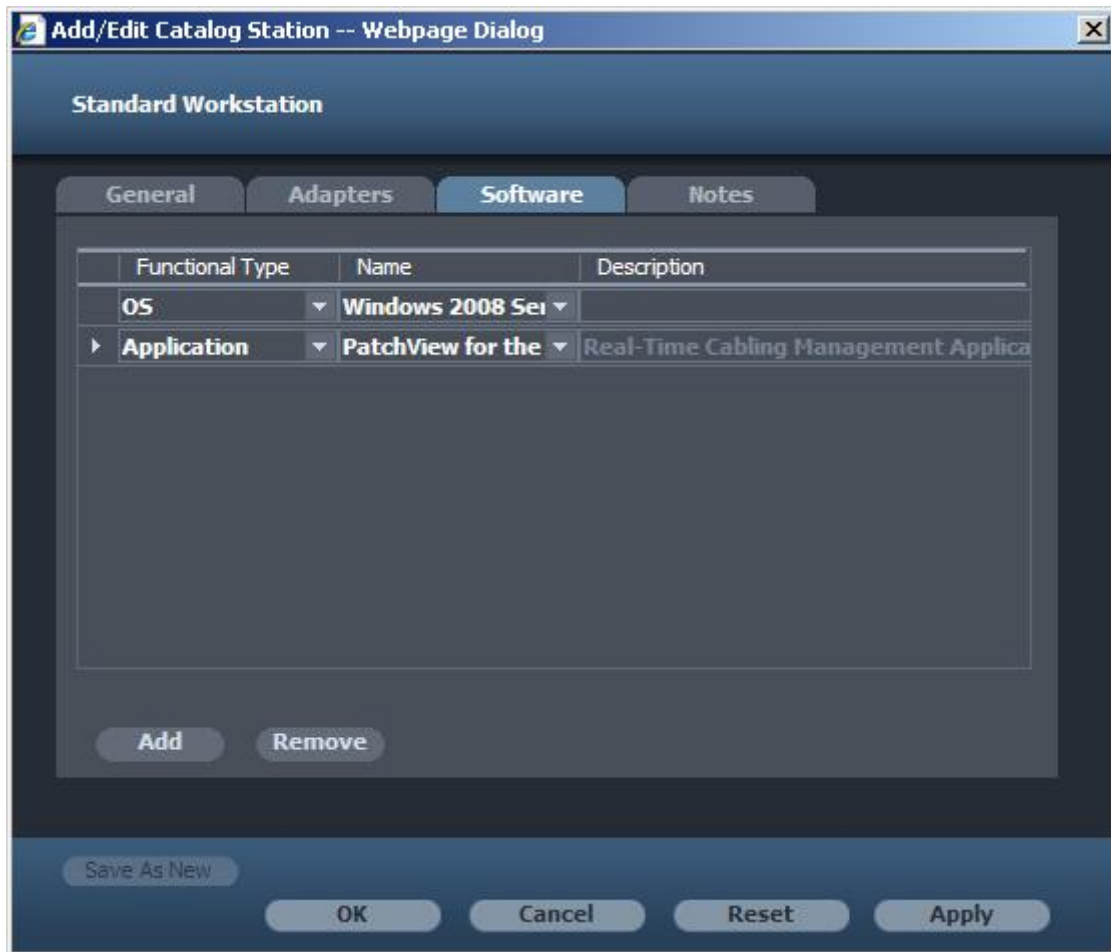 Add/Edit Catalog Station -- Webpage Dialog
Standard Workstation
General Adapters Software Notes
Functional Type Name Description
OS Windows 2008 Ser
Application PatchView for the Real-Time Cabling Management Applica
Add Remove
Save As New
OK Cancel Reset Apply